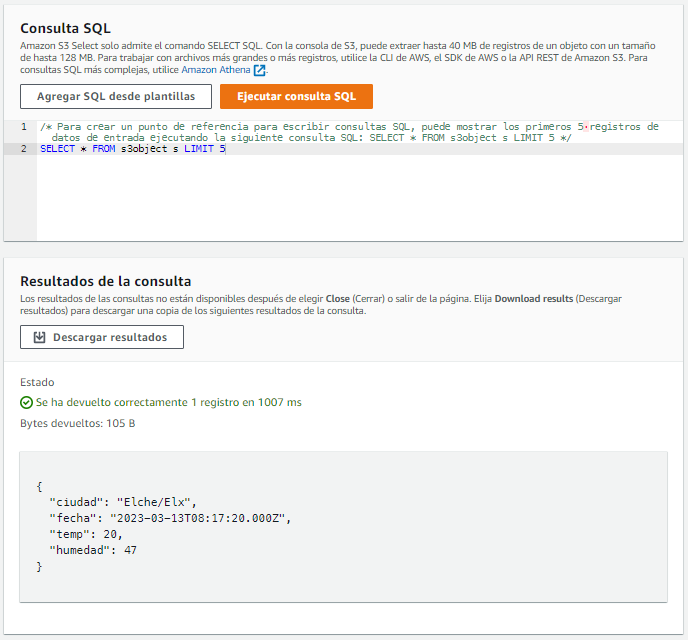 Consulta SQL
Amazon S3 Select solo admite el comando SELECT SQL. Con la consola de S3, puede extraer hasta 40 MB de registros de un objeto con un tamaño
de hasta 128 MB. Para trabajar con archivos más grandes o más registros, utilice la CLI de AWS, el SDK de AWS o la API REST de Amazon S3. Para
consultas SQL más complejas, utilice Amazon Athena.
Agregar SQL desde plantillas Ejecutar consulta SQL
1 /* Para crear un punto de referencia para escribir consultas SQL, puede mostrar los primeros 5·registros de
datos de entrada ejecutando la siguiente consulta SQL: SELECT * FROM s3object s LIMIT 5 */
2 SELECT * FROM s3object s LIMIT 5
Resultados de la consulta
Los resultados de las consultas no están disponibles después de elegir Close (Cerrar) o salir de la página. Elija Download results (Descargar
resultados) para descargar una copia de los siguientes resultados de la consulta.
Descargar resultados
Estado
Se ha devuelto correctamente 1 registro en 1007 ms
Bytes devueltos: 105 B
{
"ciudad": "Elche/Elx",
"fecha": "2023-03-13T08:17:20.000Z",
"temp": 20,
"humedad": 47
}